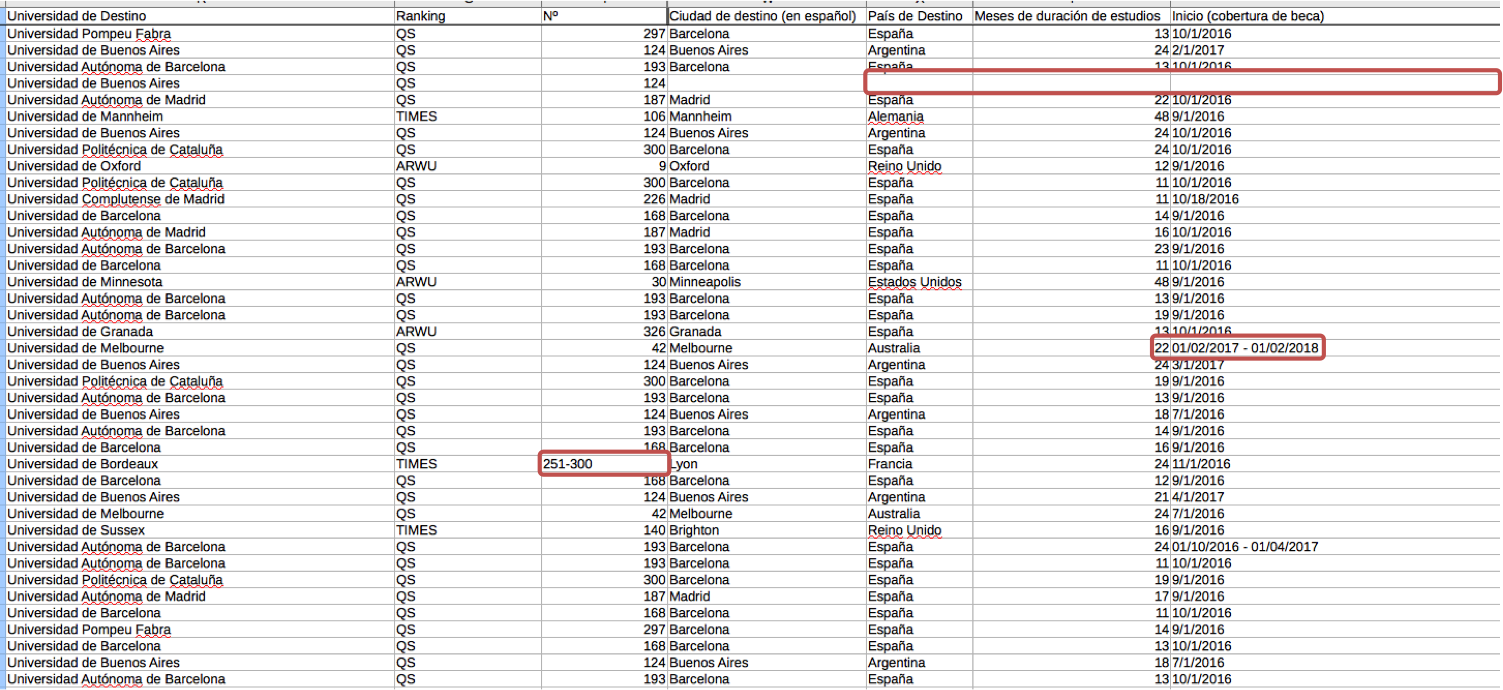 Universidad de Destino Ranking Nº Ciudad de destino (en español) País de Destino Meses de duración de estudios Inicio (cobertura de beca)
Universidad Pompeu Fabra QS 297 Barcelona España 13 10/1/2016
Universidad de Buenos Aires QS 124 Buenos Aires Argentina 24 2/1/2017
Universidad Autónoma de Barcelona QS 193 Barcelona España 13 10/1/2016
Universidad de Buenos Aires QS 124
Universidad Autónoma de Madrid QS 187 Madrid España 22 10/1/2016
Universidad de Mannheim TIMES 106 Mannheim Alemania 48 9/1/2016
Universidad de Buenos Aires QS 124 Buenos Aires Argentina 24 10/1/2016
Universidad Politécnica de Cataluña QS 300 Barcelona España 24 10/1/2016
Universidad de Oxford ARWU 9 Oxford Reino Unido 12 9/1/2016
Universidad Politécnica de Cataluña QS 300 Barcelona España 11 10/1/2016
Universidad Complutense de Madrid QS 226 Madrid España 11 10/18/2016
Universidad de Barcelona QS 168 Barcelona España 14 9/1/2016
Universidad Autónoma de Madrid QS 187 Madrid España 16 10/1/2016
Universidad Autónoma de Barcelona QS 193 Barcelona España 23 9/1/2016
Universidad de Barcelona QS 168 Barcelona España 11 10/1/2016
Universidad de Minnesota ARWU 30 Minneapolis Estados Unidos 48 9/1/2016
Universidad Autónoma de Barcelona QS 193 Barcelona España 13 9/1/2016
Universidad Autónoma de Barcelona QS 193 Barcelona España 19 9/1/2016
Universidad de Granada ARWU 326 Granada España 13 10/1/2016
Universidad de Melbourne QS 42 Melbourne Australia 22 01/02/2017 - 01/02/2018
Universidad de Buenos Aires QS 124 Buenos Aires Argentina 24 3/1/2017
Universidad Politécnica de Cataluña QS 300 Barcelona España 19 9/1/2016
Universidad Autónoma de Barcelona QS 193 Barcelona España 13 9/1/2016
Universidad de Buenos Aires QS 124 Buenos Aires Argentina 18 7/1/2016
Universidad Autónoma de Barcelona QS 193 Barcelona España 14 9/1/2016
Universidad de Barcelona QS 168 Barcelona España 16 9/1/2016
Universidad de Bordeaux TIMES 251-300 Lyon Francia 24 11/1/2016
Universidad de Barcelona QS 168 Barcelona España 12 9/1/2016
Universidad de Buenos Aires QS 124 Buenos Aires Argentina 21 4/1/2017
Universidad de Melbourne QS 42 Melbourne Australia 24 7/1/2016
Universidad de Sussex TIMES 140 Brighton Reino Unido 16 9/1/2016
Universidad Autónoma de Barcelona QS 193 Barcelona España 24 01/10/2016 - 01/04/2017
Universidad Autónoma de Barcelona QS 193 Barcelona España 11 10/1/2016
Universidad Politécnica de Cataluña QS 300 Barcelona España 19 9/1/2016
Universidad Autónoma de Madrid QS 187 Madrid España 17 9/1/2016
Universidad de Barcelona QS 168 Barcelona España 11 10/1/2016
Universidad Pompeu Fabra QS 297 Barcelona España 14 9/1/2016
Universidad de Barcelona QS 168 Barcelona España 13 10/1/2016
Universidad de Buenos Aires QS 124 Buenos Aires Argentina 18 7/1/2016
Universidad Autónoma de Barcelona QS 193 Barcelona España 13 10/1/2016